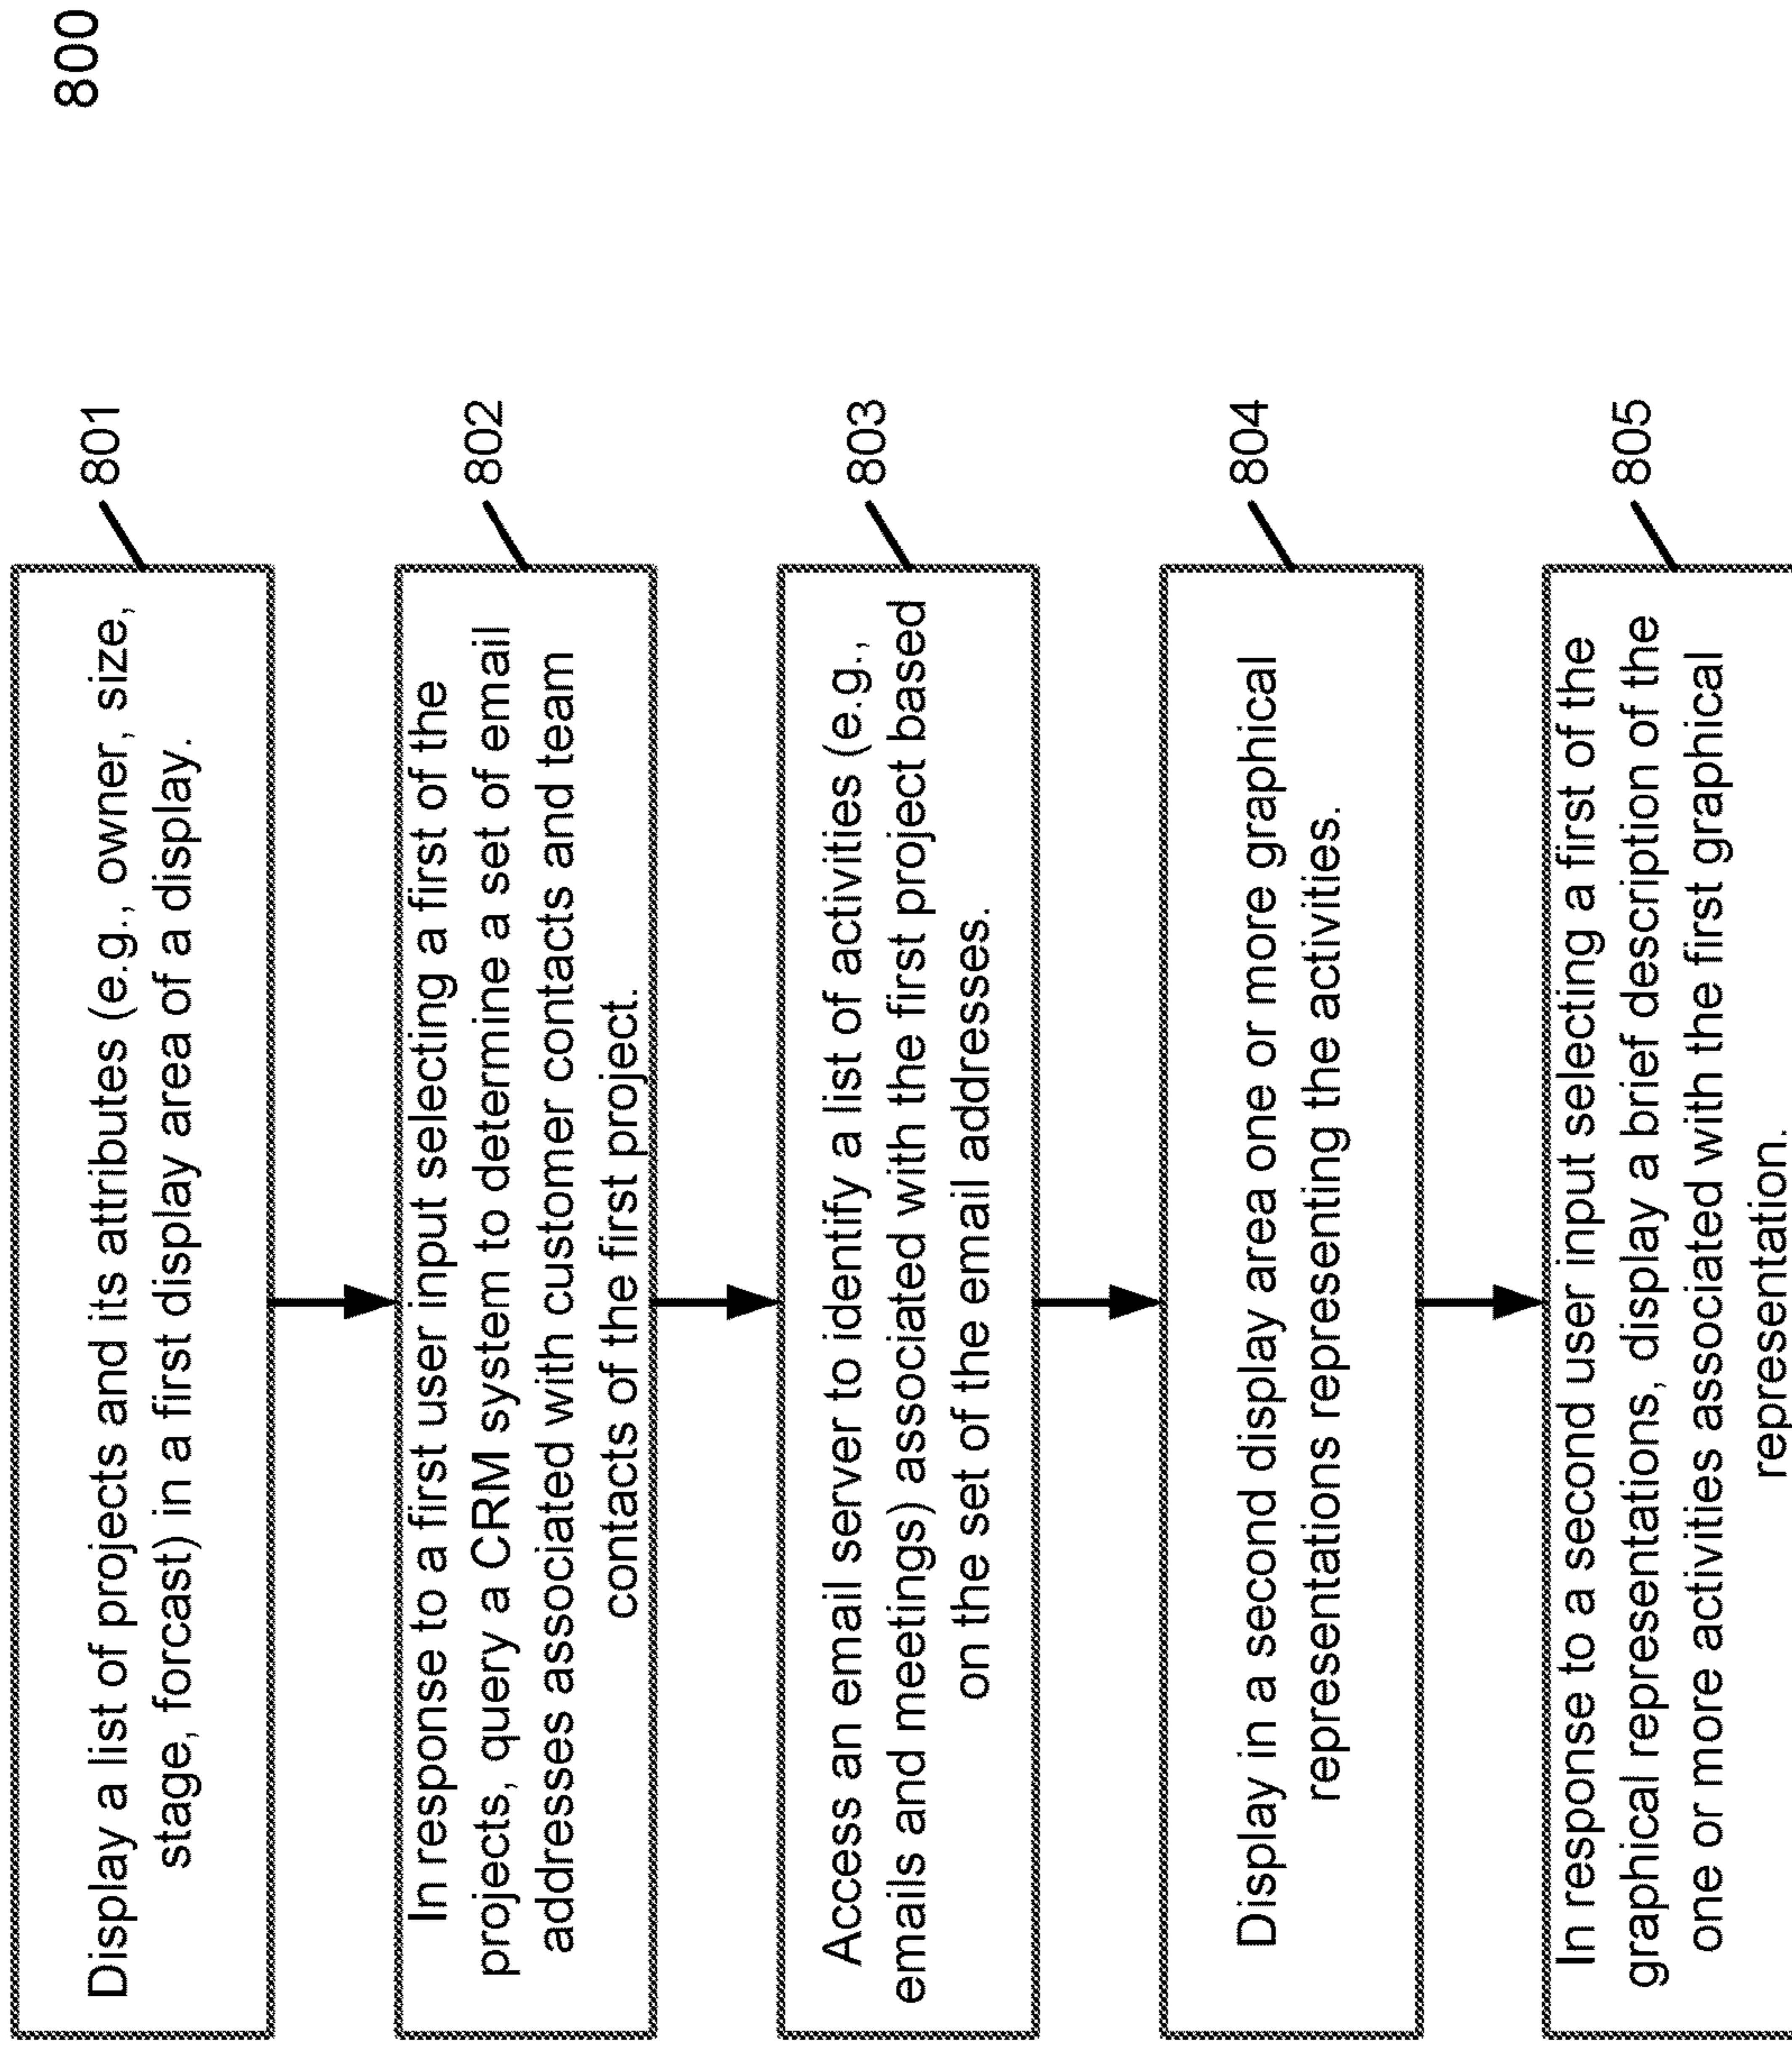 800
Display a list of projects and its attributes (e.g., owner, size,
stage, forcast) in a first display area of a display.
801
In response to a first user input selecting a first of the
projects, query a CRM system to determine a set of email
addresses associated with customer contacts and team
contacts of the first project.
802
Access an email server to identify a list of activities (e.g.,
emails and meetings) associated with the first project based
on the set of the email addresses.
803
Display in a second display area one or more graphical
representations representing the activities.
804
In response to a second user input selecting a first of the
graphical representations, display a brief description of the
one or more activities associated with the first graphical
representation.
805